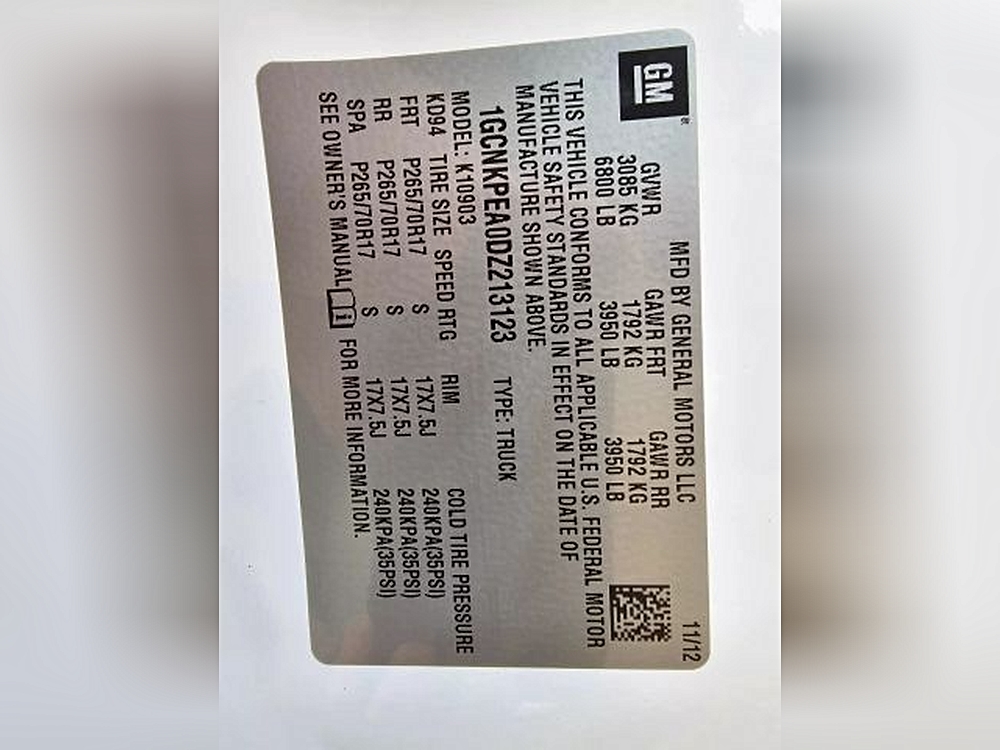 GM
MFD BY GENERAL MOTORS LLC 11/12
GVWR GAWR FRT GAWR RR
3085 KG 1792 KG 1792 KG
6800 LB 3950 LB 3950 LB
THIS VEHICLE CONFORMS TO ALL APPLICABLE U.S. FEDERAL MOTOR
VEHICLE SAFETY STANDARDS IN EFFECT ON THE DATE OF
MANUFACTURE SHOWN ABOVE.
1GCNKPEA0DZ213123 TYPE: TRUCK
MODEL: K10903
KD94 TIRE SIZE SPEED RTG RIM COLD TIRE PRESSURE
FRT P265/70R17 S 17X7.5J 240KPA(35PSI)
RR P265/70R17 S 17X7.5J 240KPA(35PSI)
SPA P265/70R17 S 17X7.5J 240KPA(35PSI)
SEE OWNER'S MANUAL i FOR MORE INFORMATION.